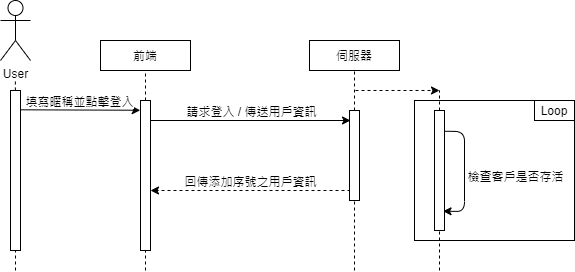 User
前端
伺服器
填寫暱稱並點擊登入
請求登入 / 傳送用戶資訊
Loop
檢查客戶是否存活
回傳添加序號之用戶資訊